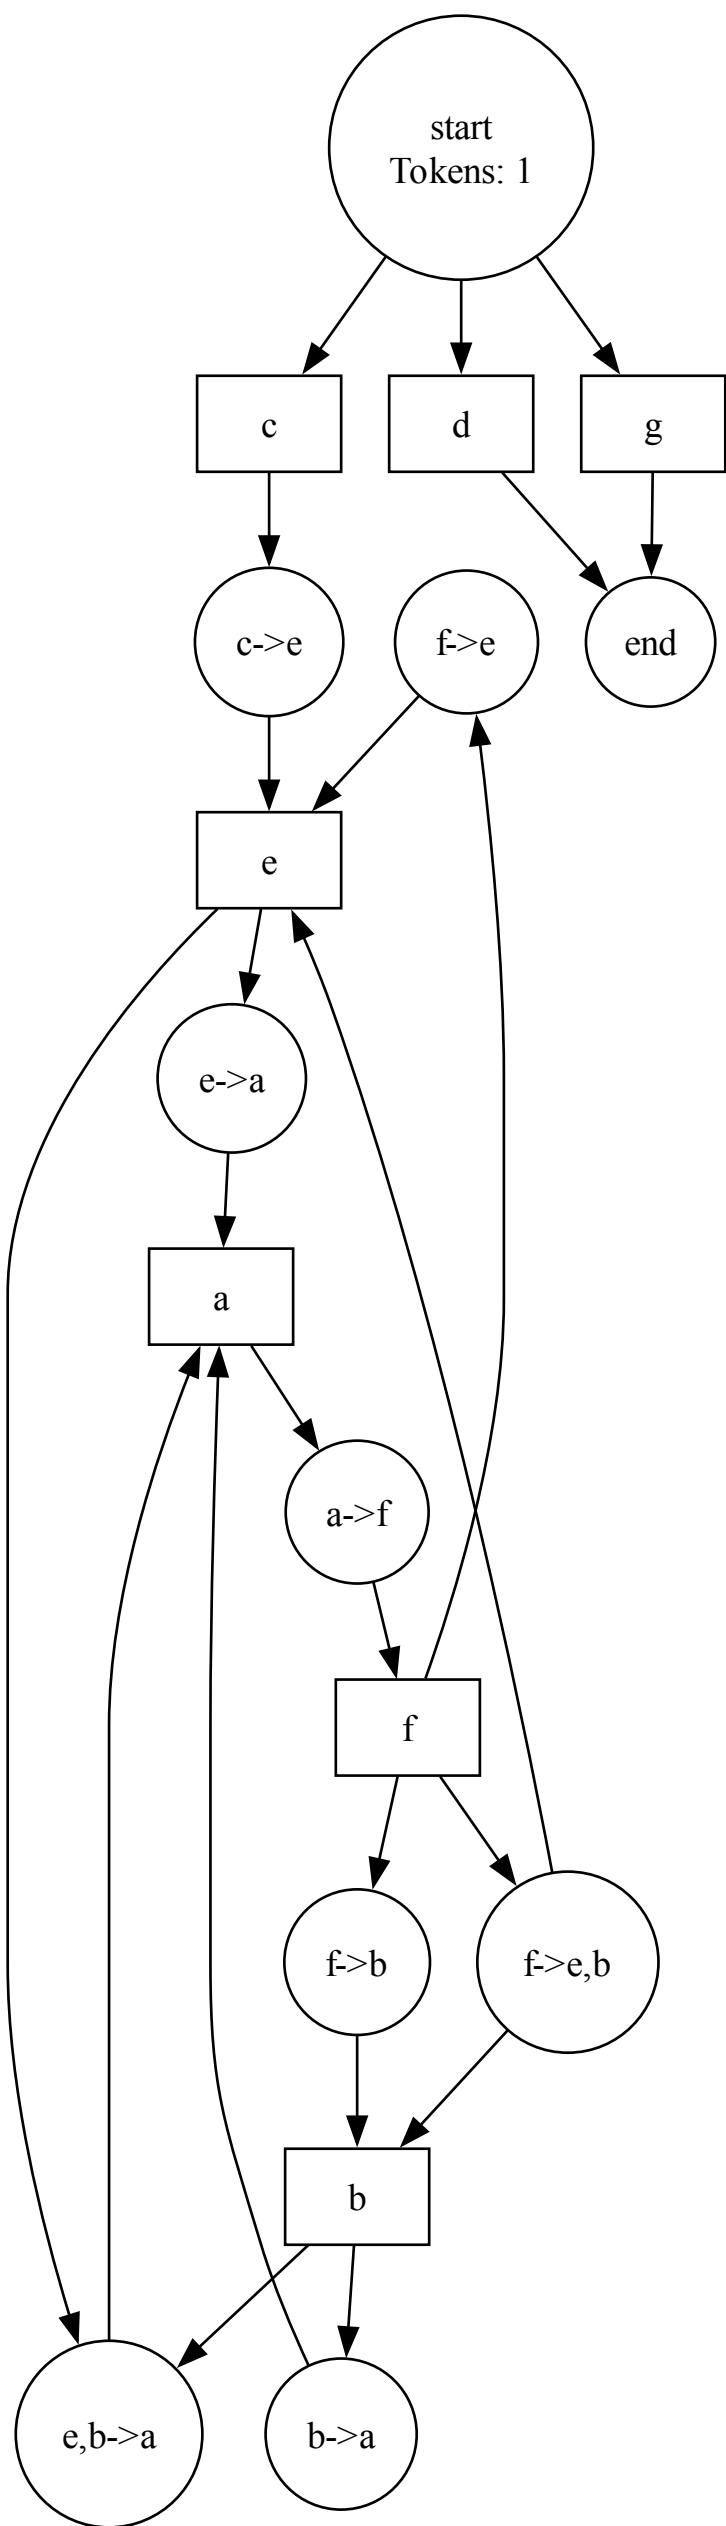 start
Tokens: 1
c
d
g
c->e
f->e
end
e
e->a
a
a->f
f
f->b
f->e,b
b
e,b->a
b->a